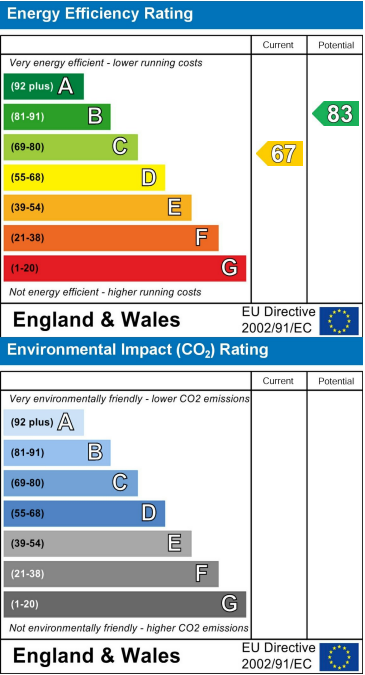 Energy Efficiency Rating
Current Potential
Very energy efficient - lower running costs
(92 plus) A
(81-91) B
83
(69-80) C
67
(55-68) D
(39-54) E
(21-38) F
(1-20) G
Not energy efficient - higher running costs
England & Wales
EU Directive
2002/91/EC
Environmental Impact (CO₂) Rating
Current Potential
Very environmentally friendly - lower CO2 emissions
(92 plus) A
(81-91) B
(69-80) C
(55-68) D
(39-54) E
(21-38) F
(1-20) G
Not environmentally friendly - higher CO2 emissions
England & Wales
EU Directive
2002/91/EC